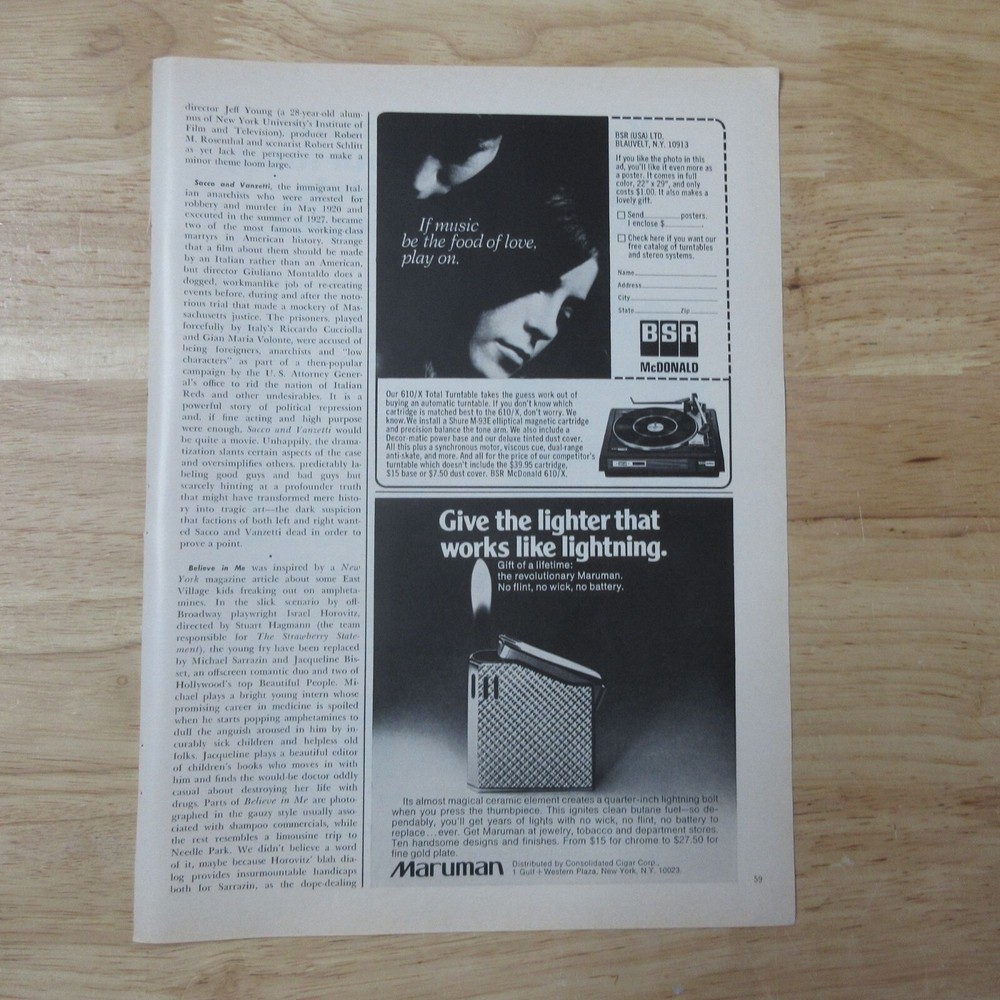 director Jeff Young (a 28-year-old alum-
nus of New York University's Institute of
Film and Television), producer Robert
M. Rosenthal and scenarist Robert Schlitt
as yet lack the perspective to make a
minor theme loom large.
•
Sacco and Vanzetti, the immigrant Ital-
ian anarchists who were arrested for
robbery and murder in May 1920 and
executed in the summer of 1927, became
two of the most famous working-class
martyrs in American history. Strange
that a film about them should be made
by an Italian rather than an American,
but director Giuliano Montaldo does a
dogged, workmanlike job of re-creating
events before, during and after the noto-
rious trial that made a mockery of Mas-
sachusetts justice. The prisoners, played
forcefully by Italy's Riccardo Cucciolla
and Gian Maria Volonte, were accused of
being foreigners, anarchists and "low
characters" as part of a then-popular
campaign by the U. S. Attorney Gener-
al's office to rid the nation of Italian
Reds and other undesirables. It is a
powerful story of political repression
and, if fine acting and high purpose
were enough, Sacco and Vanzetti would
be quite a movie. Unhappily, the drama-
tization slants certain aspects of the case
and oversimplifies others, predictably la-
beling good guys and bad guys but
scarcely hinting at a profounder truth
that might have transformed mere histo-
ry into tragic art—the dark suspicion
that factions of both left and right want-
ed Sacco and Vanzetti dead in order to
prove a point.
•
Believe in Me was inspired by a New
York magazine article about some East
Village kids freaking out on ampheta-
mines. In the slick scenario by off-
Broadway playwright Israel Horovitz,
directed by Stuart Hagmann (the team
responsible for The Strawberry State-
ment), the young fry have been replaced
by Michael Sarrazin and Jacqueline Bis-
set, an offscreen romantic duo and two of
Hollywood's top Beautiful People. Mi-
chael plays a bright young intern whose
promising career in medicine is spoiled
when he starts popping amphetamines to
dull the anguish aroused in him by in-
curably sick children and helpless old
folks. Jacqueline plays a beautiful editor
of children's books who moves in with
him and finds the would-be doctor oddly
casual about destroying her life with
drugs. Parts of Believe in Me are photo-
graphed in the gauzy style usually asso-
ciated with shampoo commercials, while
the rest resembles a limousine trip to
Needle Park. We didn't believe a word
of it, maybe because Horovitz' blah dia-
log provides insurmountable handicaps
both for Sarrazin, as the dope-dealing
If music
be the food of love,
play on.
BSR (USA) LTD.
BLAUVELT, N.Y. 10913
If you like the photo in this
ad, you'll like it even more as
a poster. It comes in full
color, 22" x 29", and only
costs $1.00. It also makes a
lovely gift.
Send posters.
I enclose $
Check here if you want our
free catalog of turntables
and stereo systems.
Name
Address
City
State Zip
BSR
McDONALD
Our 610/X Total Turntable takes the guess work out of
buying an automatic turntable. If you don't know which
cartridge is matched best to the 610/X, don't worry. We
know. We install a Shure M-93E elliptical magnetic cartridge
and precision balance the tone arm. We also include a
Decor-matic power base and our deluxe tinted dust cover.
All this plus a synchronous motor, viscous cue, dual range
anti-skate, and more. And all for the price of our competitor's
turntable which doesn't include the $39.95 cartridge,
$15 base or $7.50 dust cover. BSR McDonald 610/X.
Give the lighter that
works like lightning.
Gift of a lifetime:
the revolutionary Maruman.
No flint, no wick, no battery.
Its almost magical ceramic element creates a quarter-inch lightning bolt
when you press the thumbpiece. This ignites clean butane fuel—so de-
pendably, you'll get years of lights with no wick, no flint, no battery to
replace...ever. Get Maruman at jewelry, tobacco and department stores.
Ten handsome designs and finishes. From $15 for chrome to $27.50 for
fine gold plate.
Maruman
Distributed by Consolidated Cigar Corp.,
1 Gulf + Western Plaza, New York, N.Y. 10023.
59